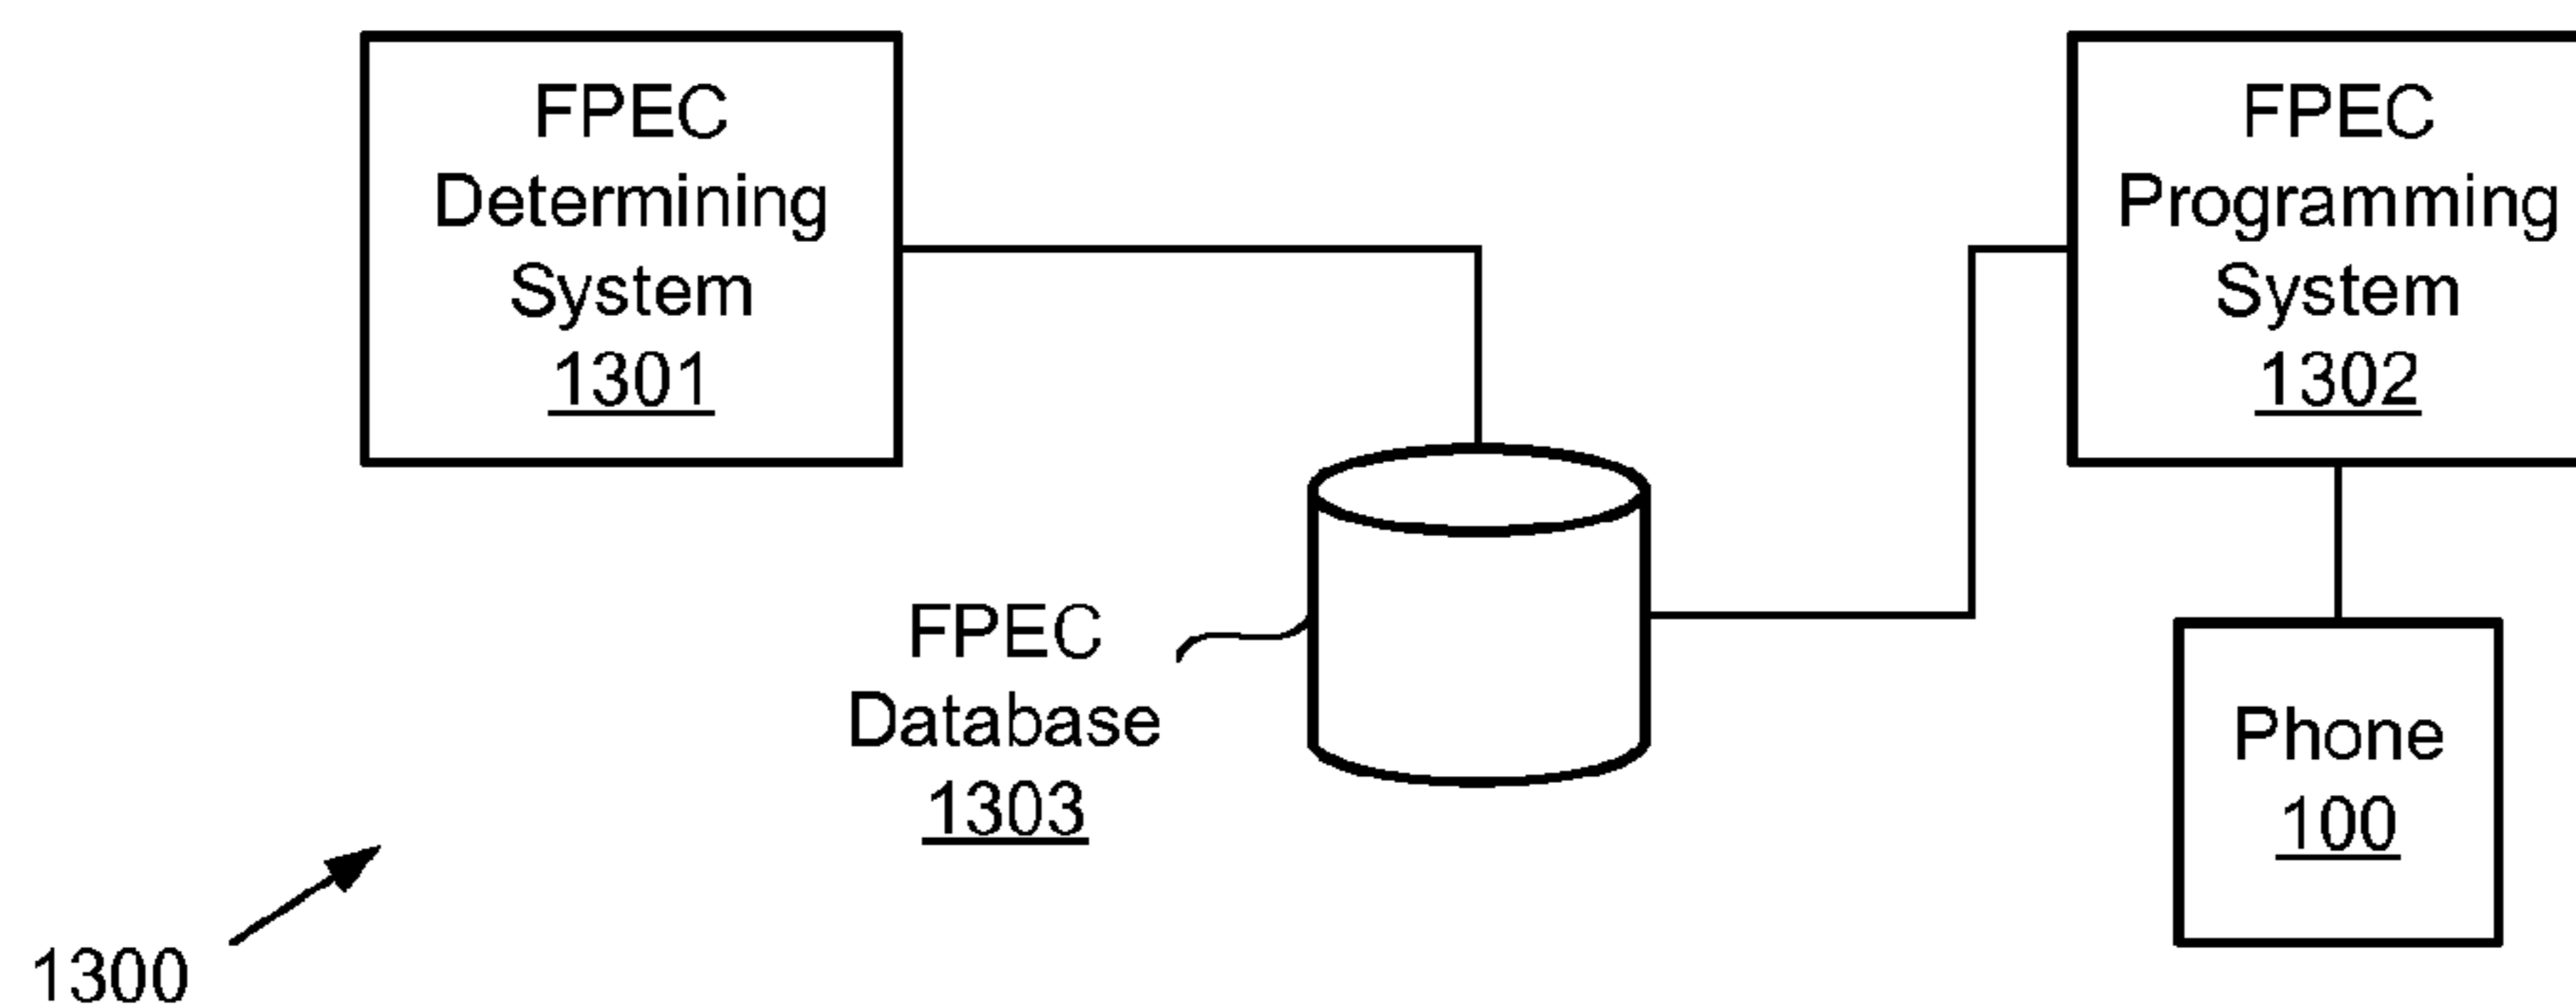 FPEC
Determining
System
1301
FPEC
Programming
System
1302
FPEC
Database
1303
Phone
100
1300